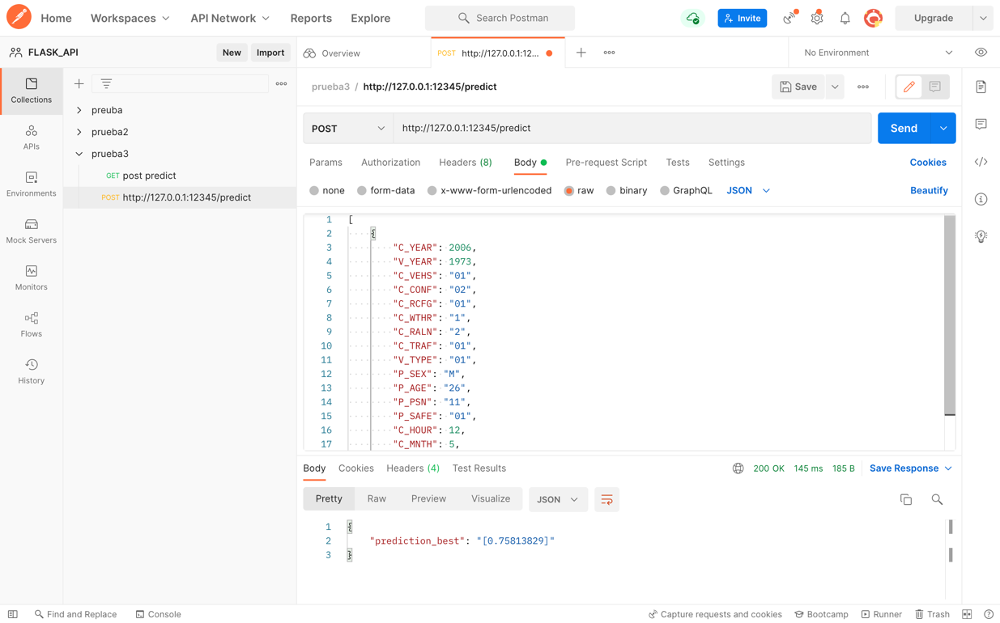 Home Workspaces API Network Reports Explore Search Postman Invite Upgrade
FLASK_API New Import Overview POST http://127.0.0.1:12... No Environment
Collections
APIs
Environments
Mock Servers
Monitors
Flows
History
preuba
prueba2
prueba3
GET post predict
POST http://127.0.0.1:12345/predict
prueba3 / http://127.0.0.1:12345/predict Save
POST http://127.0.0.1:12345/predict Send
Params Authorization Headers (8) Body Pre-request Script Tests Settings Cookies
none form-data x-www-form-urlencoded raw binary GraphQL JSON Beautify
1 [
2 {
3 "C_YEAR": 2006,
4 "V_YEAR": 1973,
5 "C_VEHS": "01",
6 "C_CONF": "02",
7 "C_RCFG": "01",
8 "C_WTHR": "1",
9 "C_RALN": "2",
10 "C_TRAF": "01",
11 "V_TYPE": "01",
12 "P_SEX": "M",
13 "P_AGE": "26",
14 "P_PSN": "11",
15 "P_SAFE": "01",
16 "C_HOUR": 12,
17 "C_MNTH": 5,
Body Cookies Headers (4) Test Results 200 OK 145 ms 185 B Save Response
Pretty Raw Preview Visualize JSON
1 {
2 "prediction_best": "[0.75813829]"
3 }
Find and Replace Console Capture requests and cookies Bootcamp Runner Trash